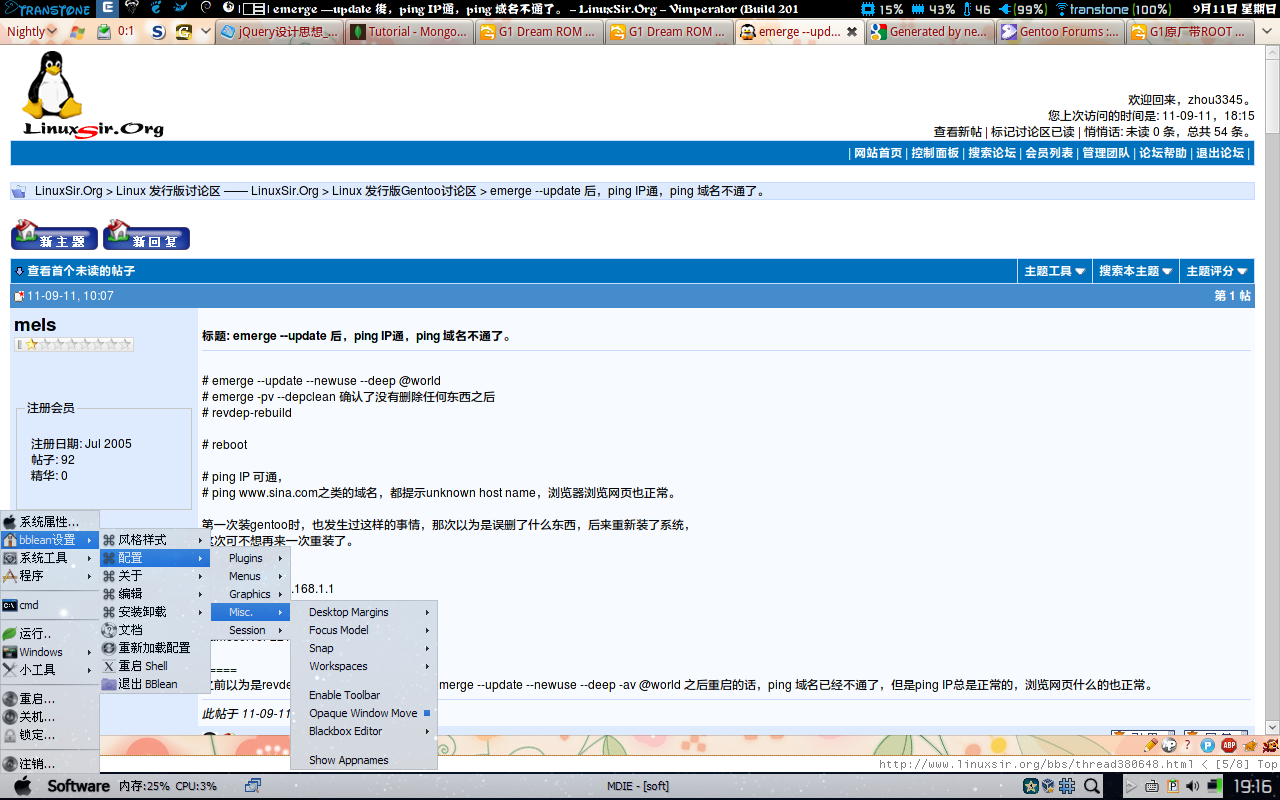 TRANSTONE
| emerge —update 後，ping IP通，ping 域名不通了。 – LinuxSir.Org – Vimperator (Build 201
15% 43% 46 (99%) transtone (100%) 9月11日 星期日
Nightly 0:1 jQuery设计思想_... Tutorial - Mongo... G1 Dream ROM ... G1 Dream ROM ... emerge --upd... Generated by ne... Gentoo Forums :... G1原厂带ROOT ...
LinuxSir.Org
欢迎回来，zhou3345。
您上次访问的时间是: 11-09-11，18:15
查看新帖 | 标记讨论区已读 | 悄悄话: 未读 0 条，总共 54 条。
| 网站首页 | 控制面板 | 搜索论坛 | 会员列表 | 管理团队 | 论坛帮助 | 退出论坛 |
LinuxSir.Org > Linux 发行版讨论区 —— LinuxSir.Org > Linux 发行版Gentoo讨论区 > emerge --update 后，ping IP通，ping 域名不通了。
新主题 新回复
查看首个未读的帖子 主题工具 搜索本主题 主题评分
11-09-11, 10:07 第 1 帖
mels
注册会员
注册日期: Jul 2005
帖子: 92
精华: 0
标题: emerge --update 后，ping IP通，ping 域名不通了。
# emerge --update --newuse --deep @world
# emerge -pv --depclean 确认了没有删除任何东西之后
# revdep-rebuild
# reboot
# ping IP 可通，
# ping www.sina.com之类的域名，都提示unknown host name，浏览器浏览网页也正常。
第一次装gentoo时，也发生过这样的事情，那次以为是误删了什么东西，后来重新装了系统，
次可不想再来一次重装了。
.168.1.1
前以为是revde
merge --update --newuse --deep -av @world 之后重启的话，ping 域名已经不通了，但是ping IP总是正常的，浏览网页什么的也正常。
此帖于 11-09-11
系统属性...
bblean设置
系统工具
程序
cmd
运行..
Windows
小工具
重启...
关机...
锁定...
注销...
风格样式
配置
关于
编辑
安装卸载
文档
重新加载配置
重启 Shell
退出 BBlean
Plugins
Menus
Graphics
Misc.
Session
Desktop Margins
Focus Model
Snap
Workspaces
Enable Toolbar
Opaque Window Move
Blackbox Editor
Show Appnames
http://www.linuxsir.org/bbs/thread380648.html < [5/8] Top
Software 内存:25% CPU:3% MDIE - [soft] 19:16